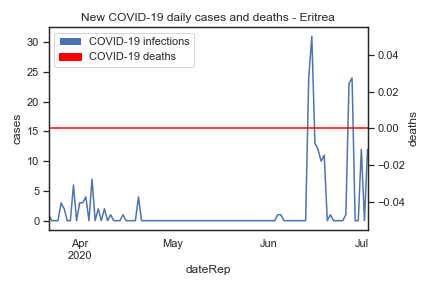 New COVID-19 daily cases and deaths - Eritrea
COVID-19 infections
COVID-19 deaths
30
25
20
15
10
5
0
cases
0.04
0.02
0.00
−0.02
−0.04
deaths
Apr
2020
May
Jun
Jul
dateRep